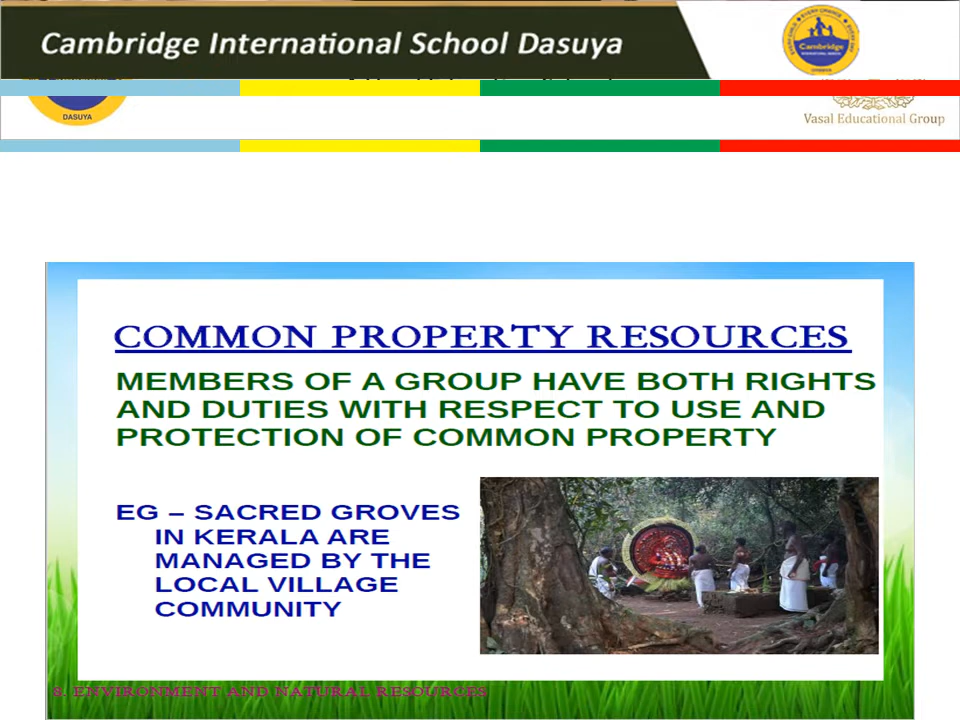 Cambridge International School Dasuya
Cambridge
DASUYA
Vasal Educational Group
COMMON PROPERTY RESOURCES
MEMBERS OF A GROUP HAVE BOTH RIGHTS
AND DUTIES WITH RESPECT TO USE AND
PROTECTION OF COMMON PROPERTY
EG – SACRED GROVES
IN KERALA ARE
MANAGED BY THE
LOCAL VILLAGE
COMMUNITY
8. ENVIRONMENT AND NATURAL RESOURCES